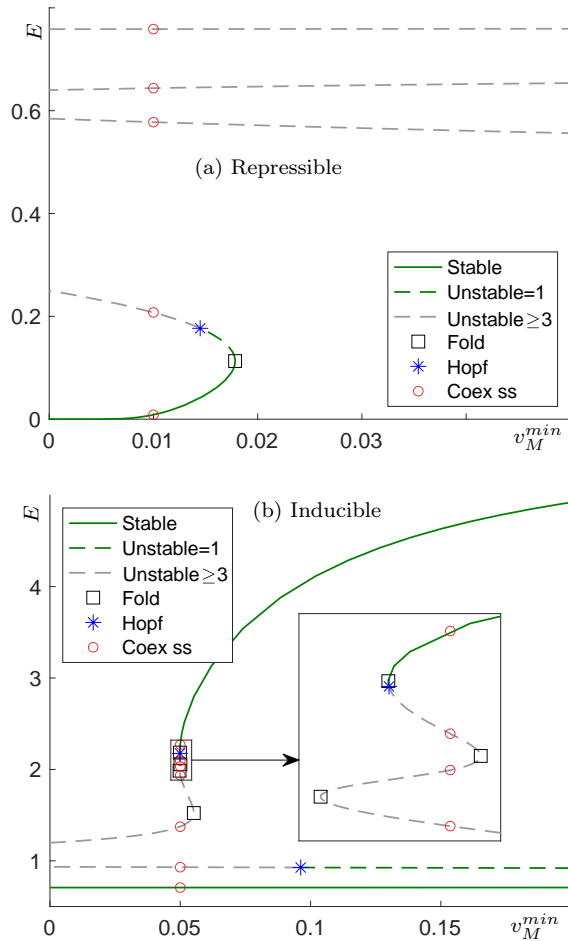 E
0.6
(a) Repressible
0.4
Stable
Unstable=1
Unstable≥3
0.2
Fold
Hopf
Coex ss
0
0 0.01 0.02 0.03 v_M^{min}
E
(b) Inducible
Stable
Unstable=1
4
Unstable≥3
Fold
Hopf
Coex ss
3
2
1
0 0.05 0.1 0.15 v_M^{min}